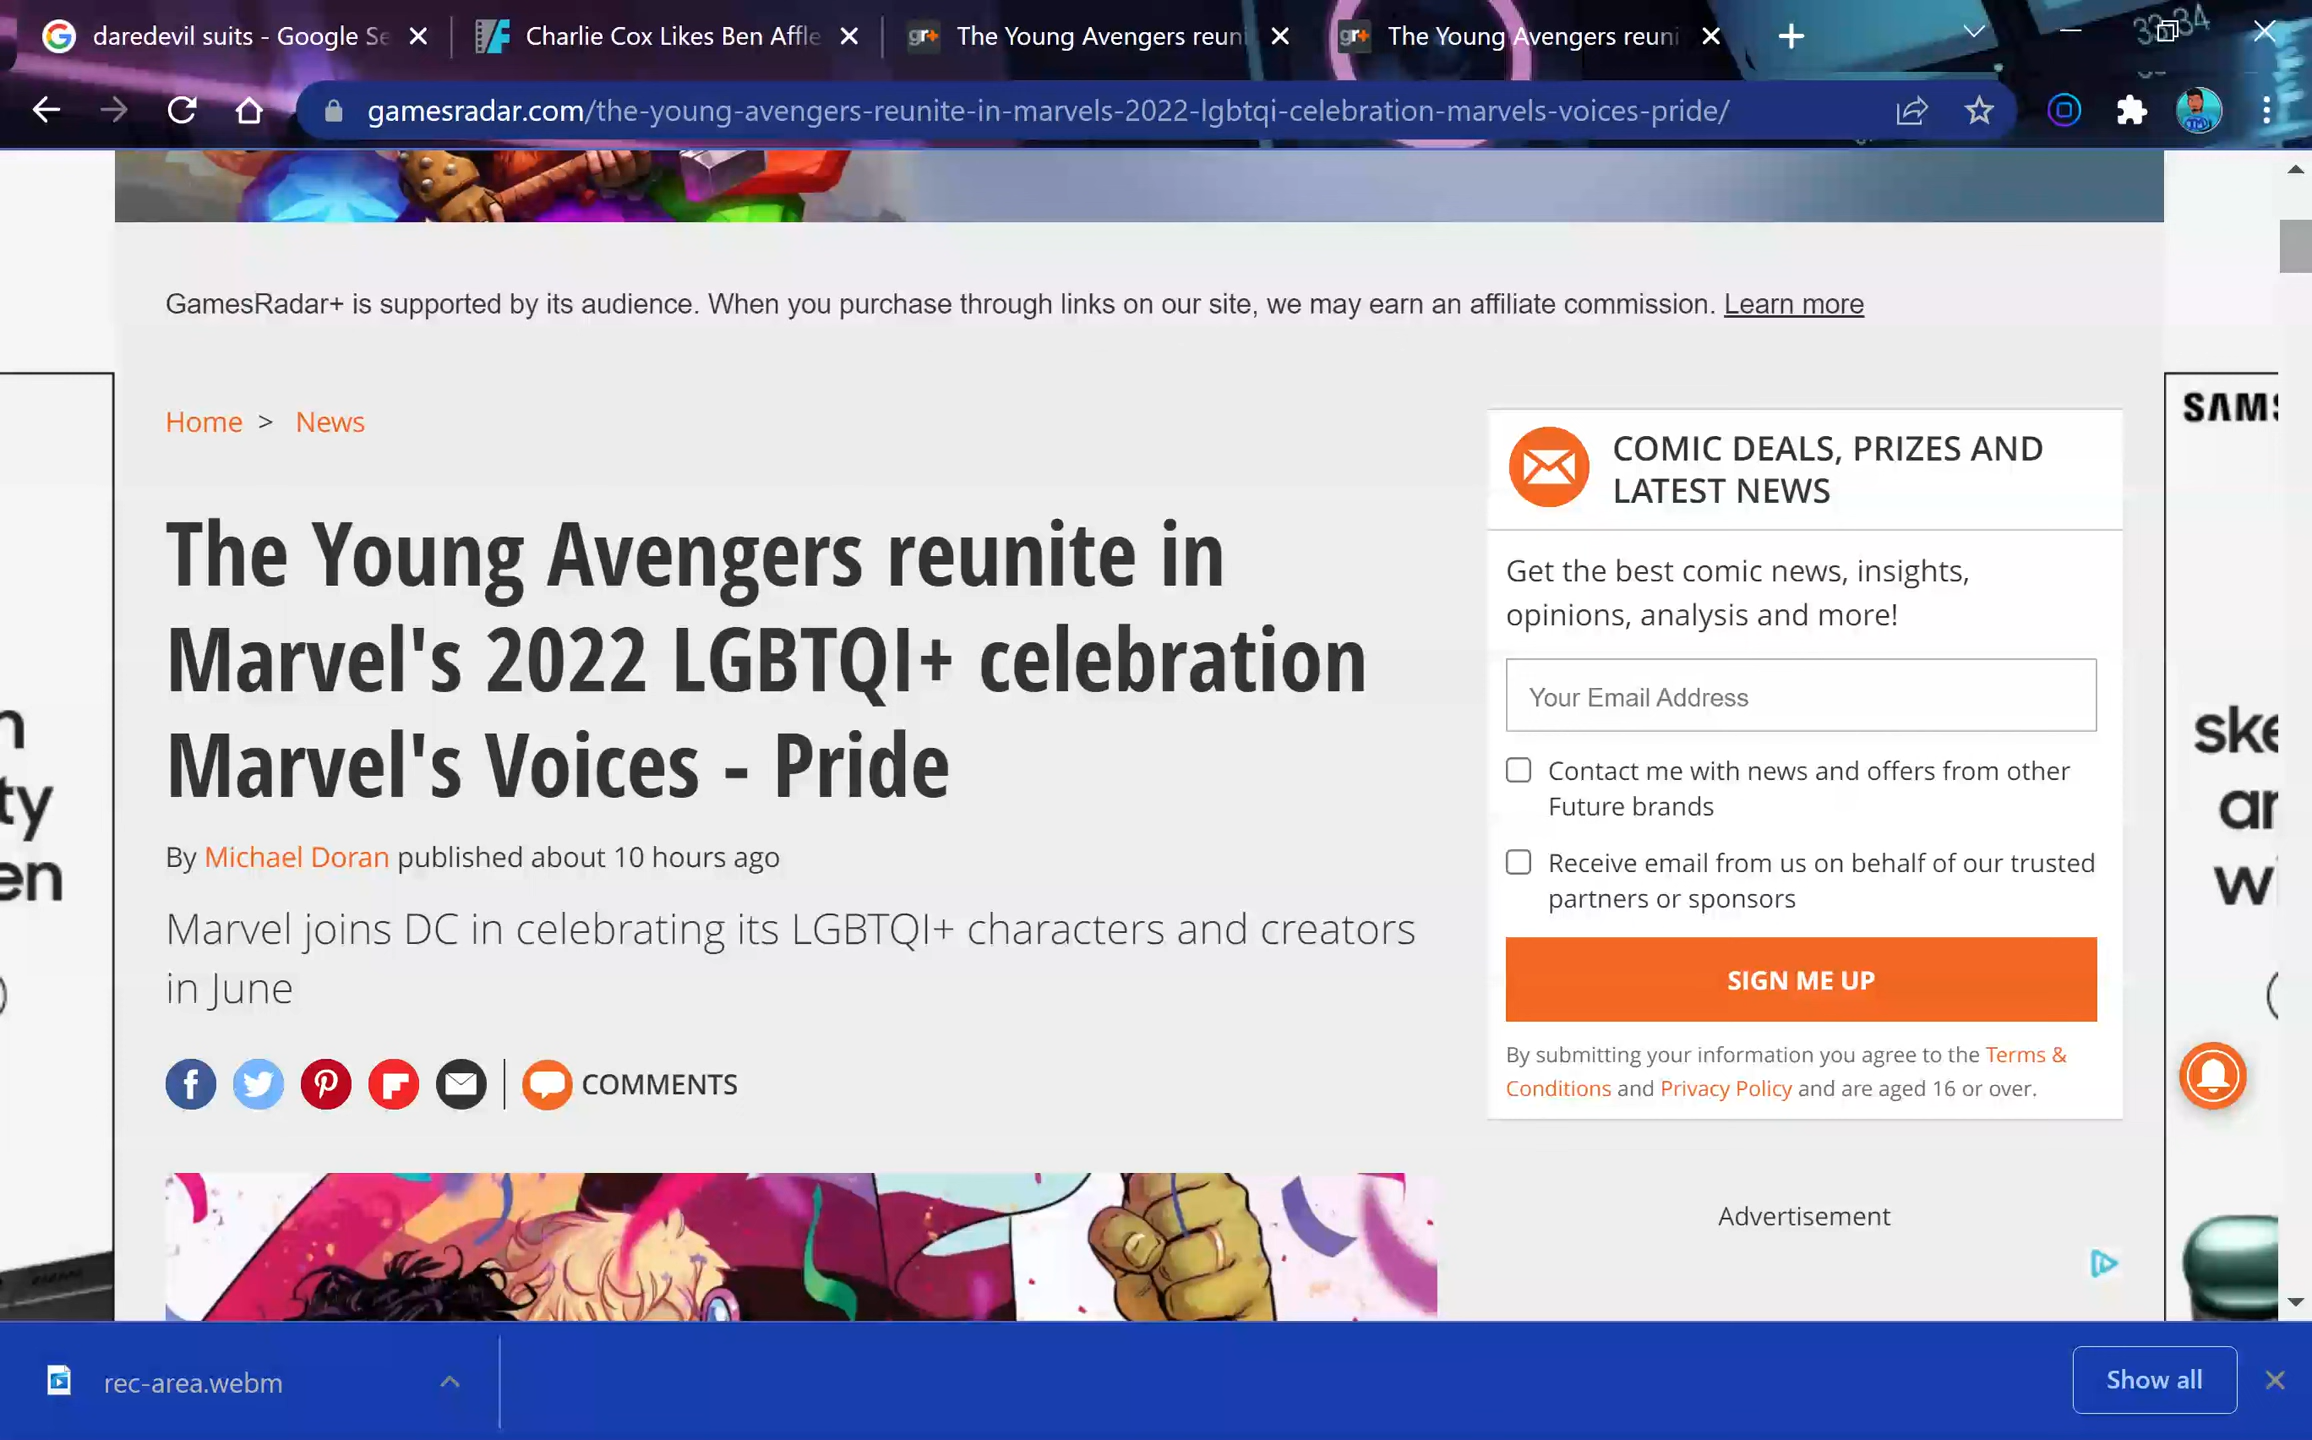 daredevil suits - Google Se
Charlie Cox Likes Ben Affle
The Young Avengers reuni
The Young Avengers reuni
gamesradar.com/the-young-avengers-reunite-in-marvels-2022-lgbtqi-celebration-marvels-voices-pride/
GamesRadar+ is supported by its audience. When you purchase through links on our site, we may earn an affiliate commission. Learn more
Home > News
The Young Avengers reunite in
Marvel's 2022 LGBTQI+ celebration
Marvel's Voices - Pride
By Michael Doran published about 10 hours ago
Marvel joins DC in celebrating its LGBTQI+ characters and creators
in June
COMMENTS
COMIC DEALS, PRIZES AND
LATEST NEWS
Get the best comic news, insights,
opinions, analysis and more!
Your Email Address
Contact me with news and offers from other
Future brands
Receive email from us on behalf of our trusted
partners or sponsors
SIGN ME UP
By submitting your information you agree to the Terms &
Conditions and Privacy Policy and are aged 16 or over.
Advertisement
rec-area.webm
Show all